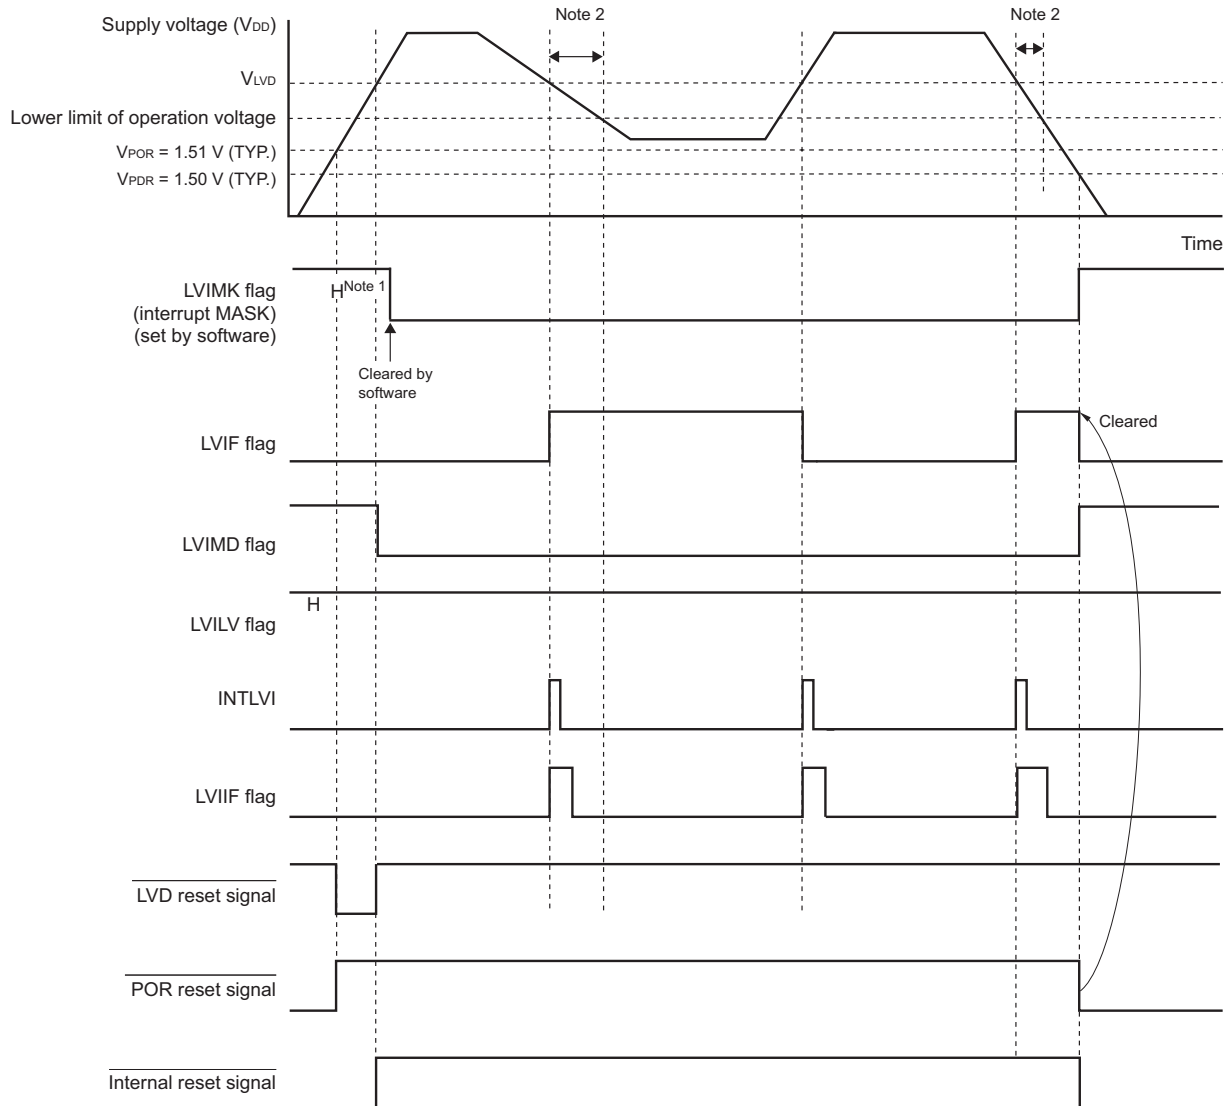 Note 2
Note 2
Supply voltage (VDD)
VLVD
Lower limit of operation voltage
VPOR = 1.51 V (TYP.)
VPDR = 1.50 V (TYP.)
Time
LVIMK flag
(interrupt MASK)
(set by software)
H Note 1
Cleared by
software
LVIF flag
Cleared
LVIMD flag
H
LVILV flag
INTLVI
LVIIF flag
LVD reset signal
POR reset signal
Internal reset signal